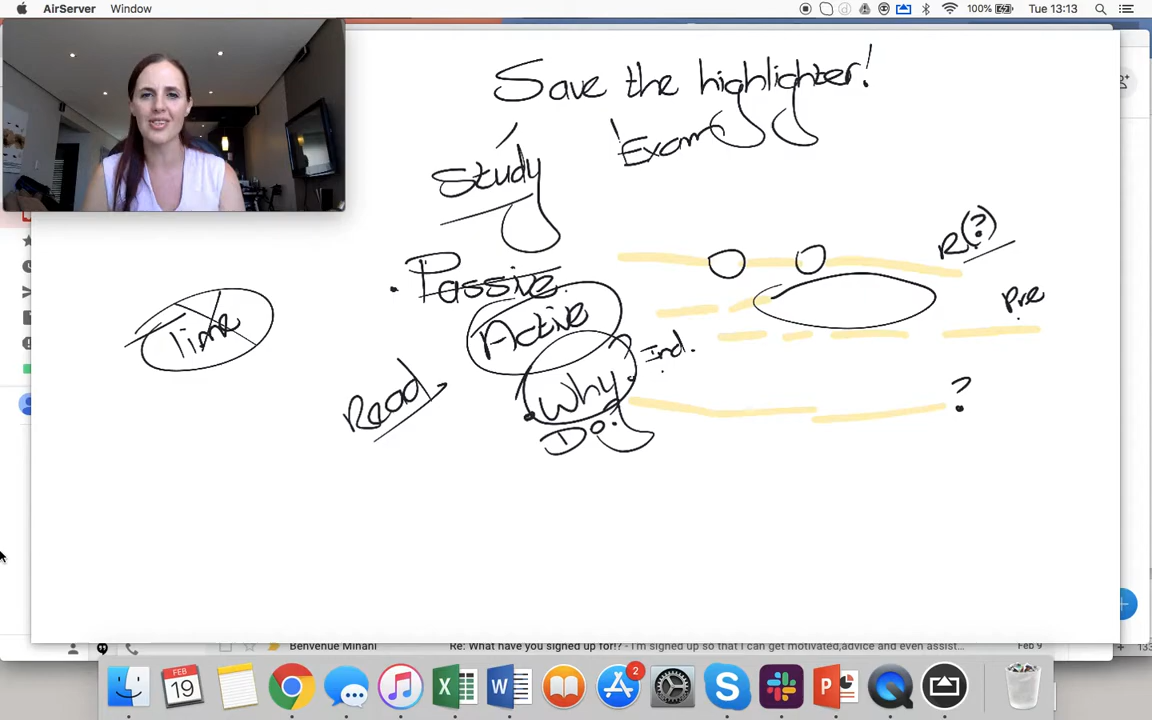 AirServer Window 100% Tue 13:13
Save the highlighter!
Exam
Study
R(?)
Passive
Pre
Time
Active
Ind.
Read
Why
?
Do
Benvenue Minani Re: What have you signed up for!? - I'm signed up so that I can get motivated,advice and even assist... Feb 9
FEB
19
2